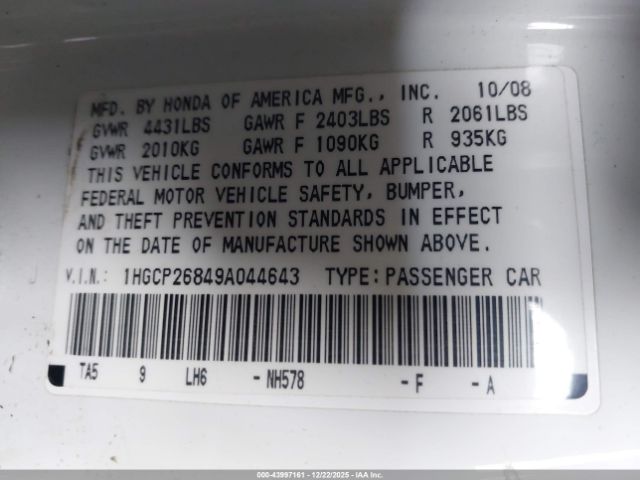 MFD. BY HONDA OF AMERICA MFG., INC. 10/08
GVWR 4431LBS GAWR F 2403LBS R 2061LBS
GVWR 2010KG GAWR F 1090KG R 935KG
THIS VEHICLE CONFORMS TO ALL APPLICABLE
FEDERAL MOTOR VEHICLE SAFETY, BUMPER,
AND THEFT PREVENTION STANDARDS IN EFFECT
ON THE DATE OF MANUFACTURE SHOWN ABOVE.
V.I.N.: 1HGCP26849A044643 TYPE:PASSENGER CAR
TA5 9 LH6 -NH578 -F -A
000-43997161 - 12/22/2025 - IAA Inc.